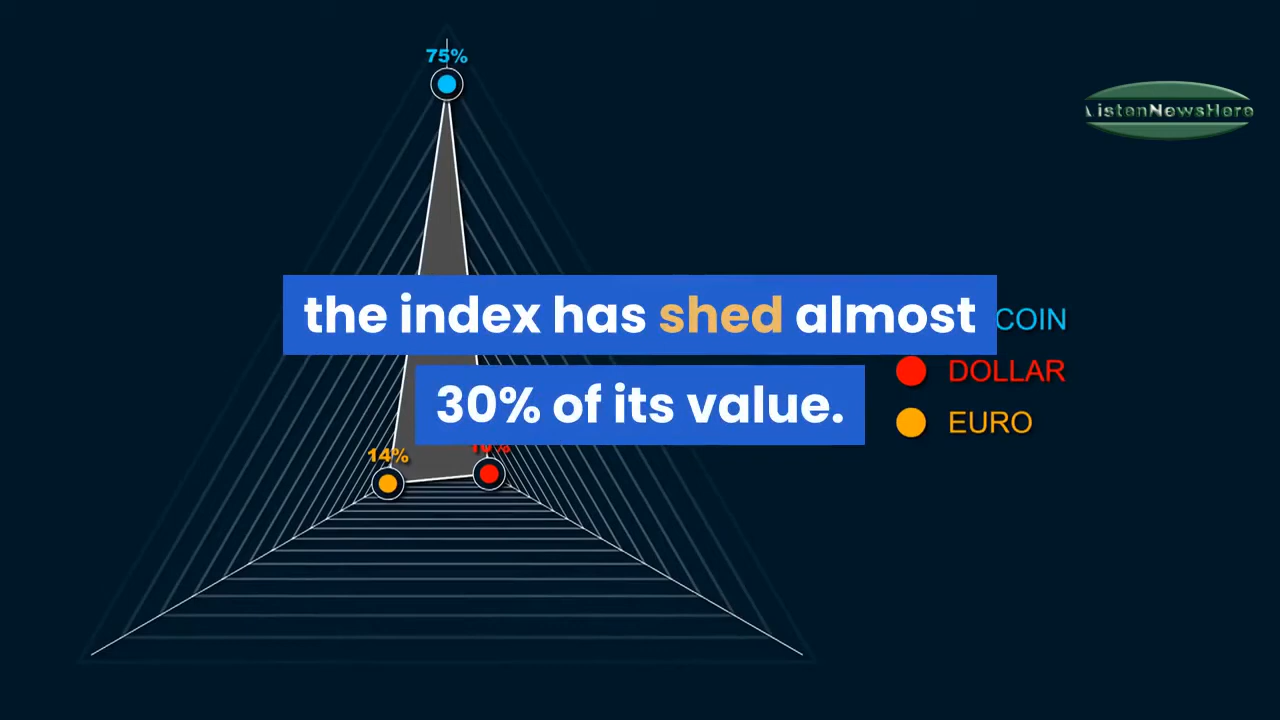 75%
ListenNewsHere
the index has shed almost
COIN
30% of its value.
DOLLAR
EURO
14%